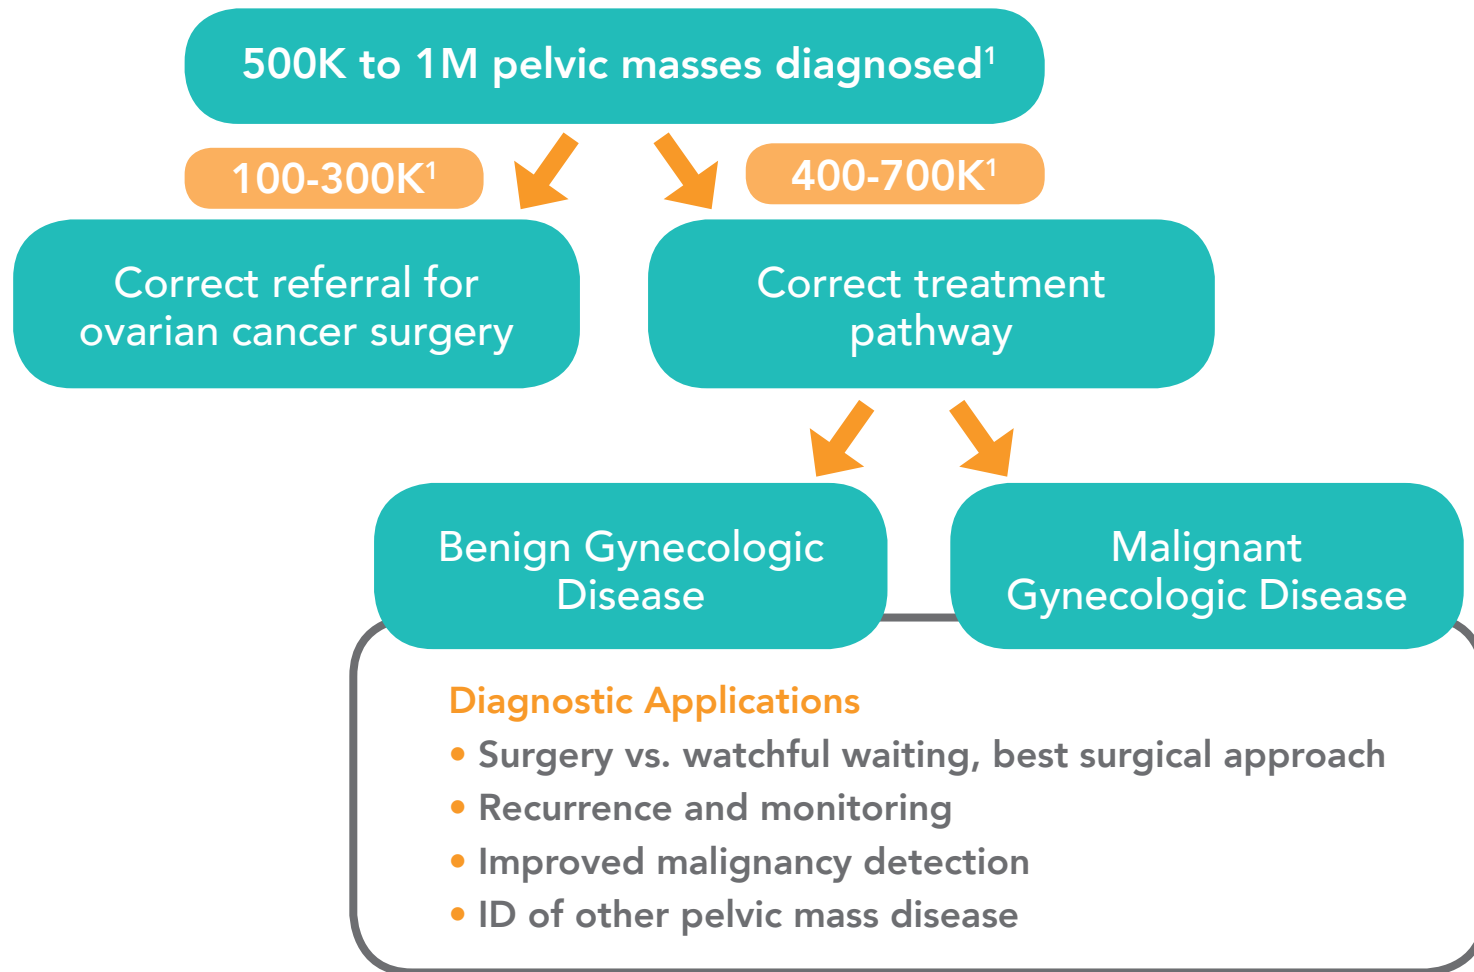 500K to 1M pelvic masses diagnosed¹
100-300K¹
400-700K¹
Correct referral for
ovarian cancer surgery
Correct treatment
pathway
Benign Gynecologic
Disease
Malignant
Gynecologic Disease
Diagnostic Applications
• Surgery vs. watchful waiting, best surgical approach
• Recurrence and monitoring
• Improved malignancy detection
• ID of other pelvic mass disease